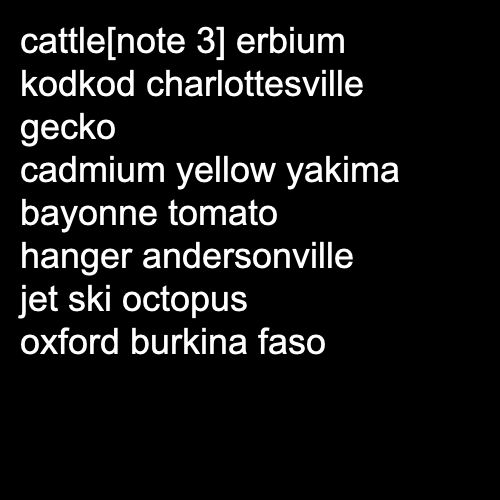 cattle[note 3] erbium
kodkod charlottesville
gecko
cadmium yellow yakima
bayonne tomato
hanger andersonville
jet ski octopus
oxford burkina faso